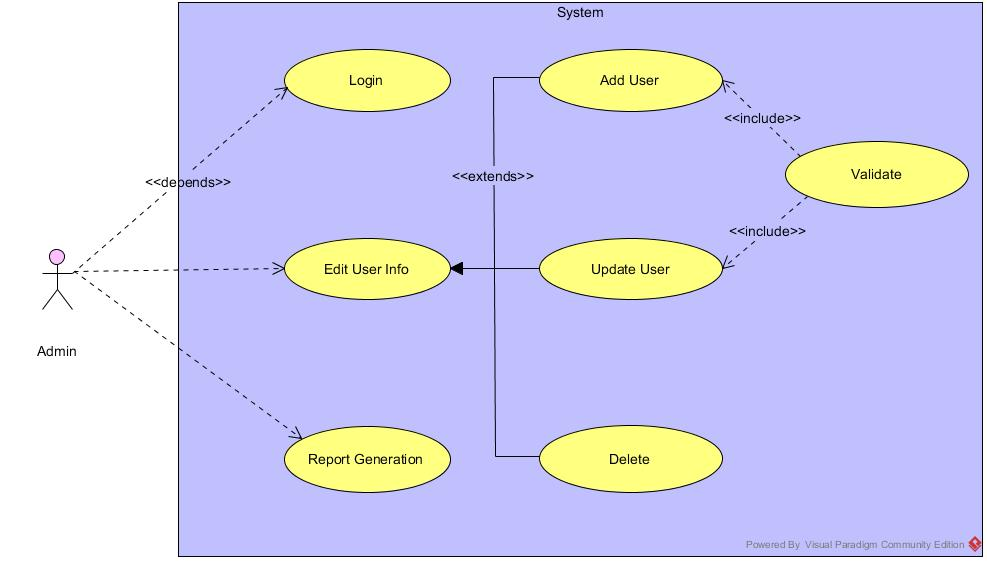 System
Login
Add User
<<include>>
Validate
<<extends>>
<<depends>>
<<include>>
Edit User Info
Update User
Admin
Report Generation
Delete
Powered By Visual Paradigm Community Edition